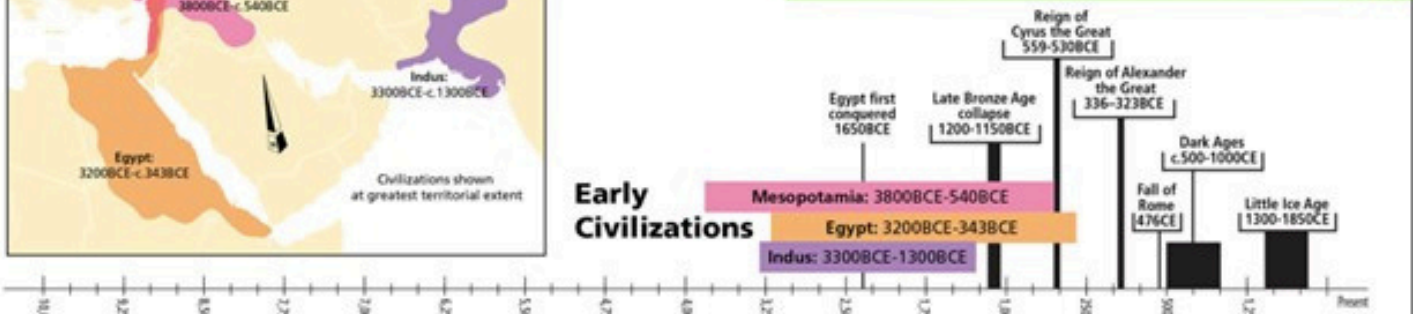 3800BCE-c.540BCE
Indus:
3300BCE-c.1300BCE
Egypt:
3200BCE-c.343BCE
Civilizations shown
at greatest territorial extent
Reign of
Cyrus the Great
559-530BCE
Reign of Alexander
the Great
336–323BCE
Egypt first
conquered
1650BCE
Late Bronze Age
collapse
1200-1150BCE
Dark Ages
c.500-1000CE
Fall of
Rome
476CE
Little Ice Age
1300-1850CE
Early
Civilizations
Mesopotamia: 3800BCE-540BCE
Egypt: 3200BCE-343BCE
Indus: 3300BCE-1300BCE
Present